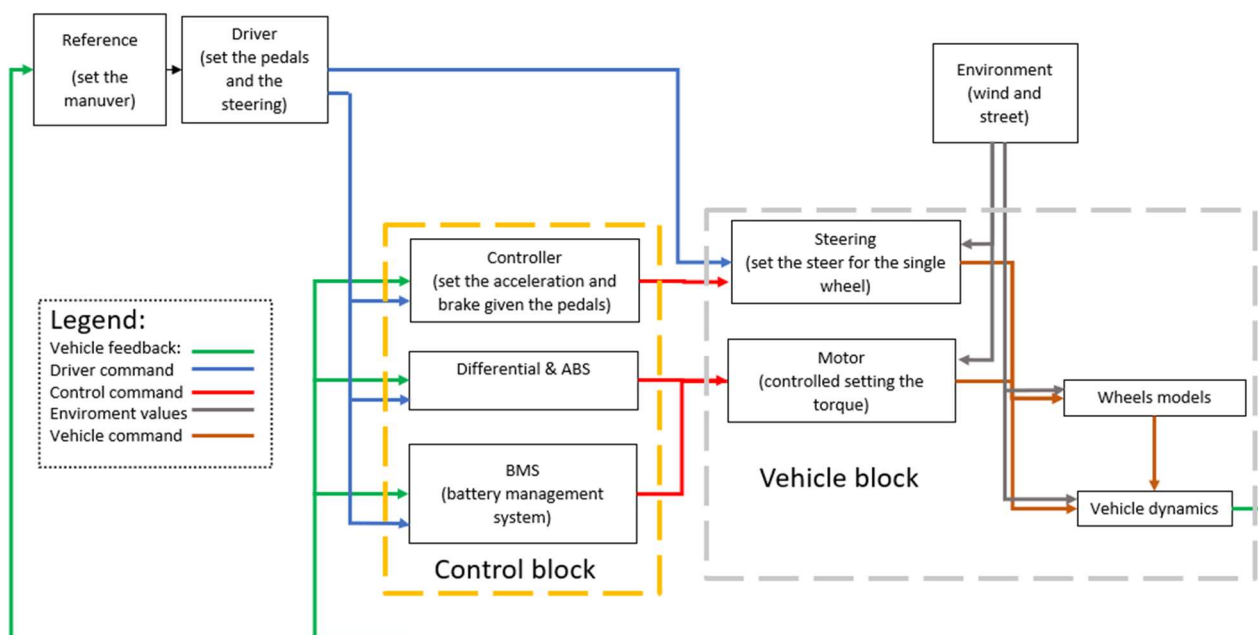 Reference
(set the
manuver)
Driver
(set the pedals
and the
steering)
Environment
(wind and
street)
Controller
(set the acceleration and
brake given the pedals)
Differential & ABS
BMS
(battery management
system)
Control block
Steering
(set the steer for the single
wheel)
Motor
(controlled setting the
torque)
Wheels models
Vehicle dynamics
Vehicle block
Legend:
Vehicle feedback:
Driver command
Control command
Enviroment values
Vehicle command